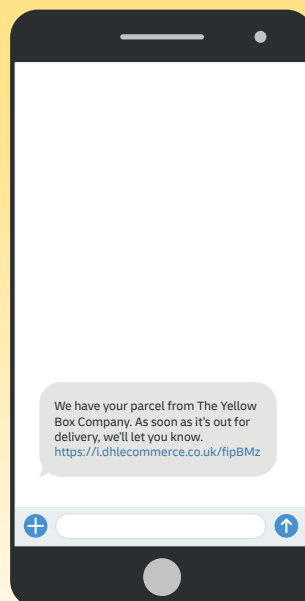 We have your parcel from The Yellow
Box Company. As soon as it's out for
delivery, we'll let you know.
https://i.dhlecommerce.co.uk/fipBMz